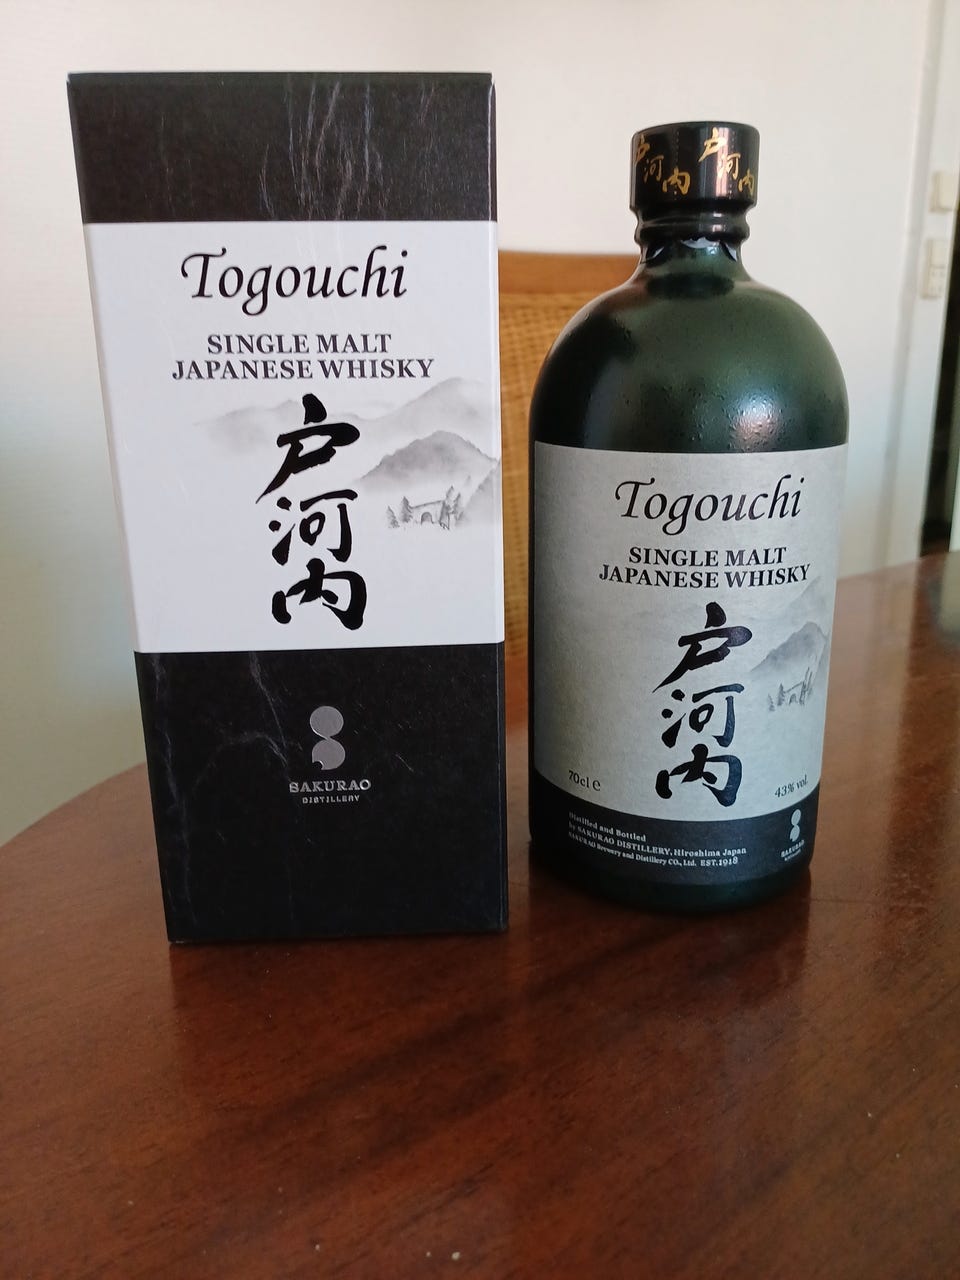 Togouchi
SINGLE MALT
JAPANESE WHISKY
戸河内
SAKURAO
DISTILLERY
戸河内 戸河内
Togouchi
SINGLE MALT
JAPANESE WHISKY
戸河内
70cl e
43% vol.
Distilled and Bottled
by SAKURAO DISTILLERY, Hiroshima Japan
SAKURAO Brewery and Distillery CO., Ltd. EST.1918
SAKURAO
DISTILLERY